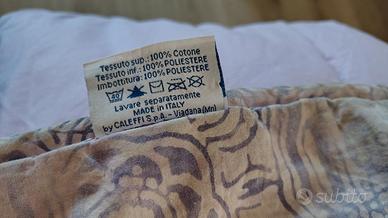 Tessuto sup.: 100% Cotone
Tessuto inf.: 100% POLIESTERE
Imbottitura: 100% POLIESTERE
40
Lavare separatamente
MADE IN ITALY
by CALEFFI S.p.A. - Viadana (Mn)
subito